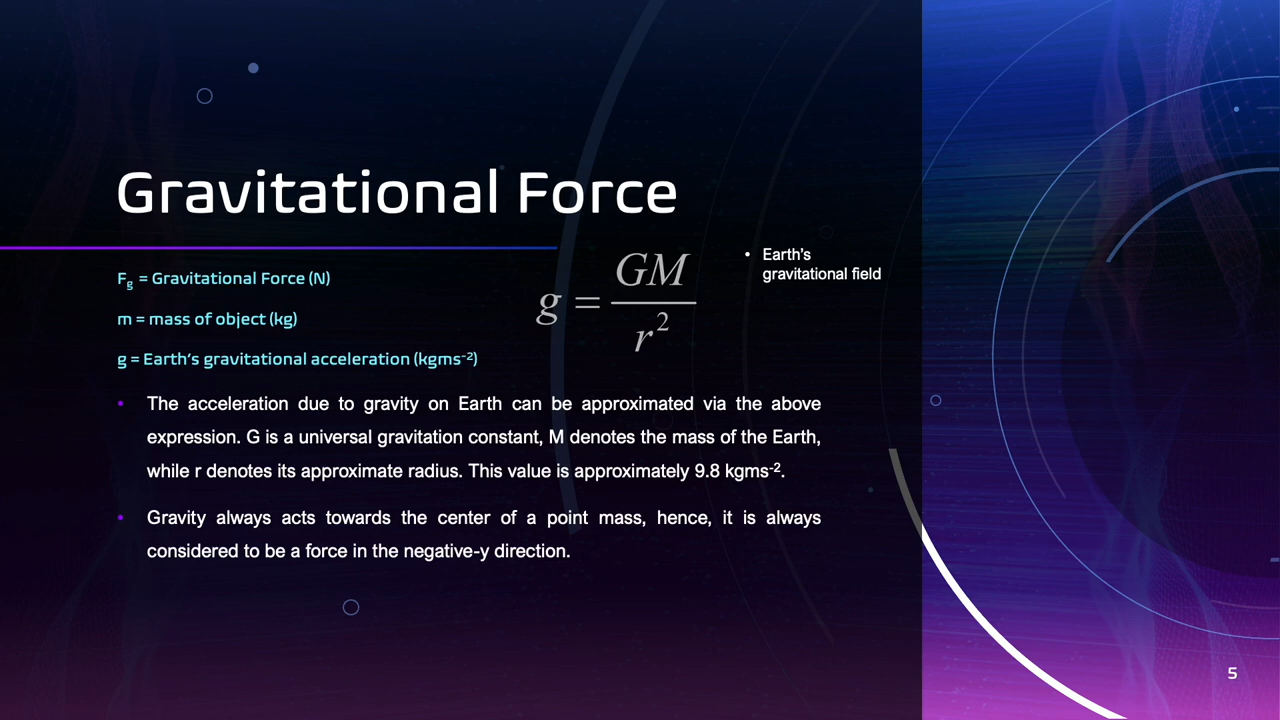 Gravitational Force
F_g = Gravitational Force (N)
m = mass of object (kg)
g = Earth's gravitational acceleration (kgms⁻²)
g = GM / r²
• Earth's
gravitational field
• The acceleration due to gravity on Earth can be approximated via the above
expression. G is a universal gravitation constant, M denotes the mass of the Earth,
while r denotes its approximate radius. This value is approximately 9.8 kgms⁻².
• Gravity always acts towards the center of a point mass, hence, it is always
considered to be a force in the negative-y direction.
5